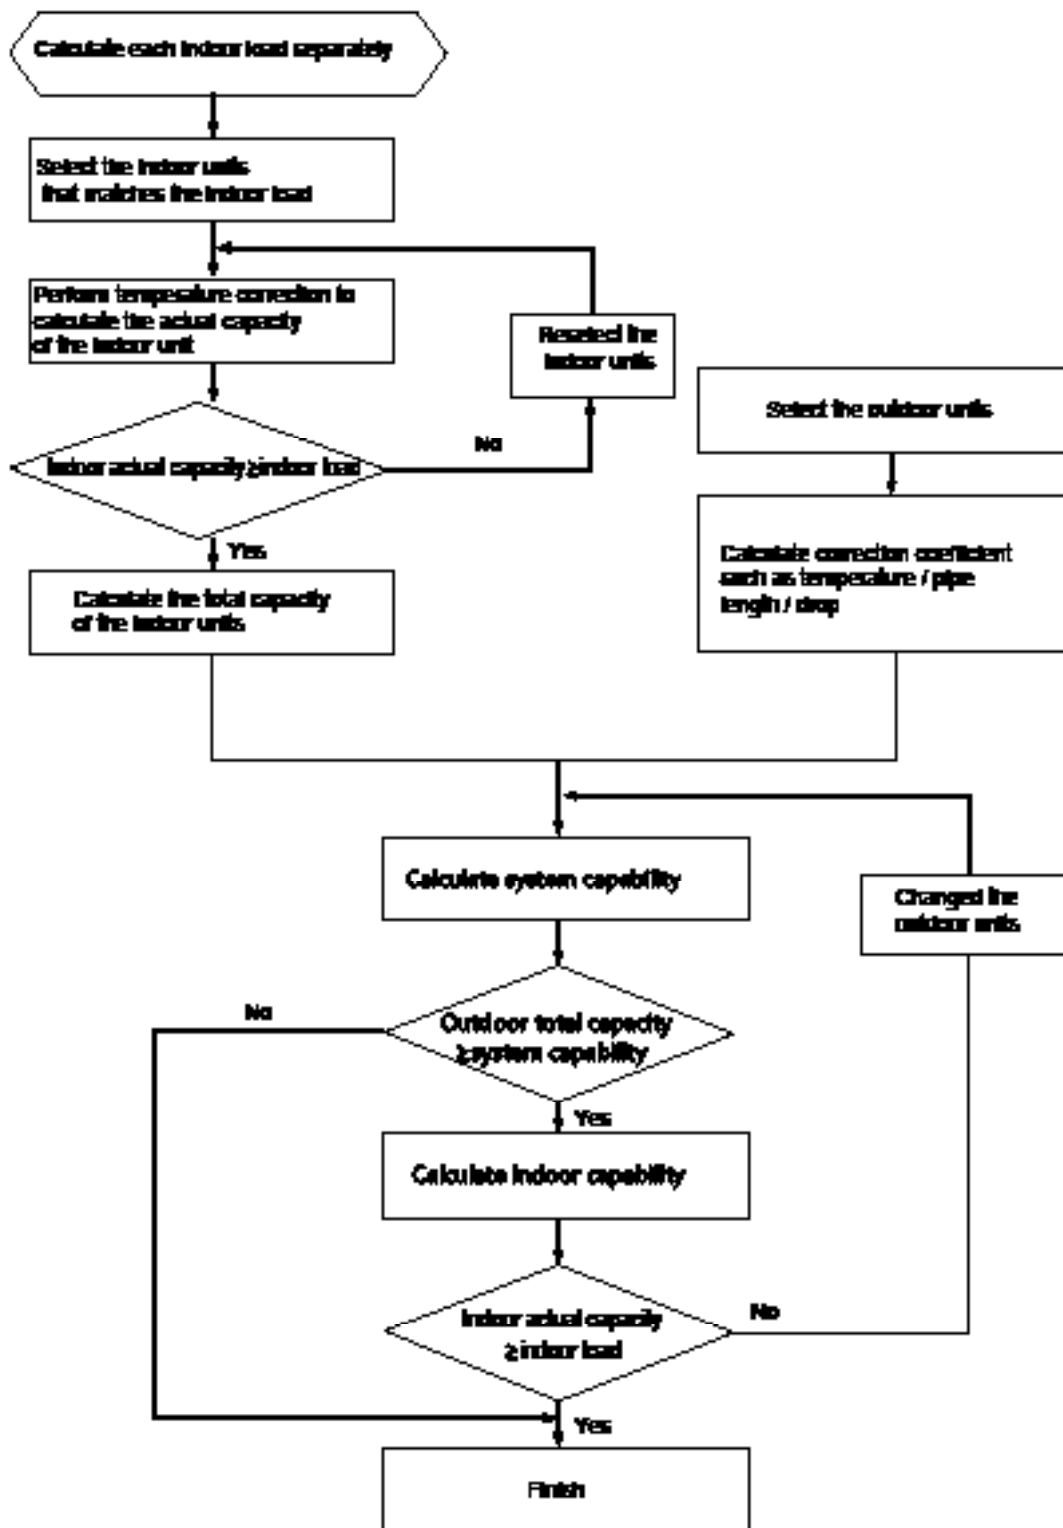 Calculate each indoor load separately
Select the indoor units
that matches the indoor load
Perform temperature correction to
calculate the actual capacity
of the indoor unit
Reselect the
indoor units
Select the outdoor units
No
Indoor actual capacity≥indoor load
Yes
Calculate correction coefficient
such as temperature / pipe
length / drop
Calculate the total capacity
of the indoor units
Calculate system capability
Changed the
outdoor units
No
Outdoor total capacity
≥system capability
Yes
Calculate indoor capability
Indoor actual capacity
≥indoor load
No
Yes
Finish